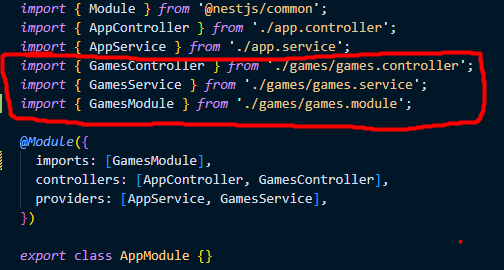 import { Module } from '@nestjs/common';
import { AppController } from './app.controller';
import { AppService } from './app.service';
import { GamesController } from './games/games.controller';
import { GamesService } from './games/games.service';
import { GamesModule } from './games/games.module';
@Module({
imports: [GamesModule],
controllers: [AppController, GamesController],
providers: [AppService, GamesService],
})
export class AppModule {}